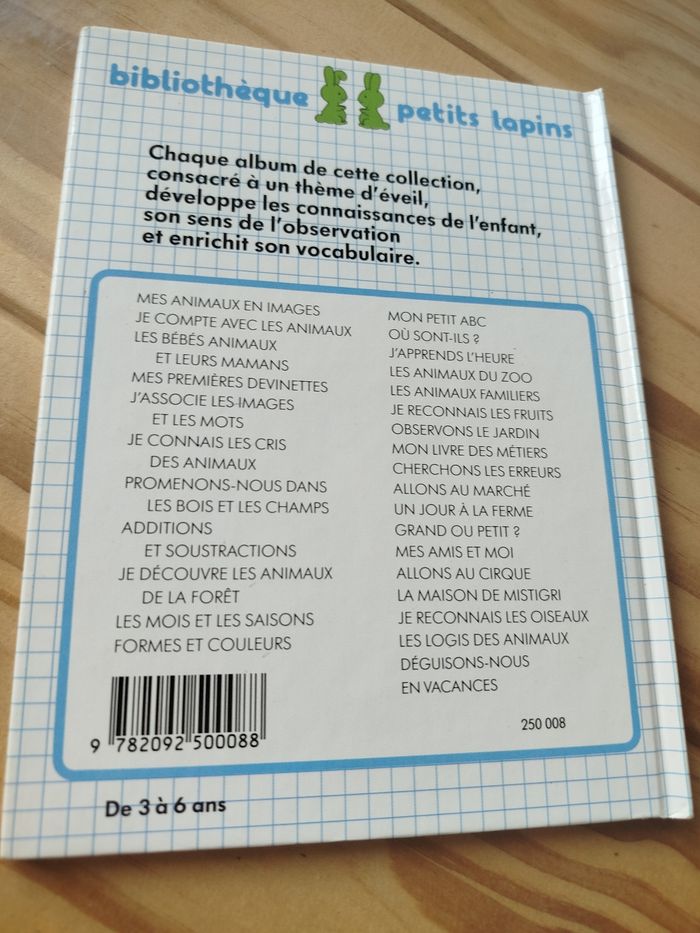 bibliothèque petits lapins
Chaque album de cette collection,
consacré à un thème d'éveil,
développe les connaissances de l'enfant,
son sens de l'observation
et enrichit son vocabulaire.
MES ANIMAUX EN IMAGES
JE COMPTE AVEC LES ANIMAUX
LES BÉBÉS ANIMAUX
ET LEURS MAMANS
MES PREMIÈRES DEVINETTES
J'ASSOCIE LES IMAGES
ET LES MOTS
JE CONNAIS LES CRIS
DES ANIMAUX
PROMENONS-NOUS DANS
LES BOIS ET LES CHAMPS
ADDITIONS
ET SOUSTRACTIONS
JE DÉCOUVRE LES ANIMAUX
DE LA FORÊT
LES MOIS ET LES SAISONS
FORMES ET COULEURS
MON PETIT ABC
OÙ SONT-ILS ?
J'APPRENDS L'HEURE
LES ANIMAUX DU ZOO
LES ANIMAUX FAMILIERS
JE RECONNAIS LES FRUITS
OBSERVONS LE JARDIN
MON LIVRE DES MÉTIERS
CHERCHONS LES ERREURS
ALLONS AU MARCHÉ
UN JOUR À LA FERME
GRAND OU PETIT ?
MES AMIS ET MOI
ALLONS AU CIRQUE
LA MAISON DE MISTIGRI
JE RECONNAIS LES OISEAUX
LES LOGIS DES ANIMAUX
DÉGUISONS-NOUS
EN VACANCES
9 782092 500088
250 008
De 3 à 6 ans